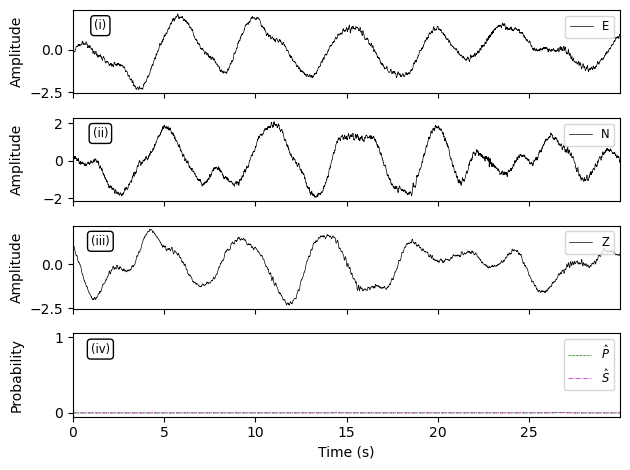 Amplitude
0.0
−2.5
(i)
E
Amplitude
2
0
−2
(ii)
N
Amplitude
0.0
−2.5
(iii)
Z
Probability
1
0
(iv)
P̂
Ŝ
0 5 10 15 20 25
Time (s)